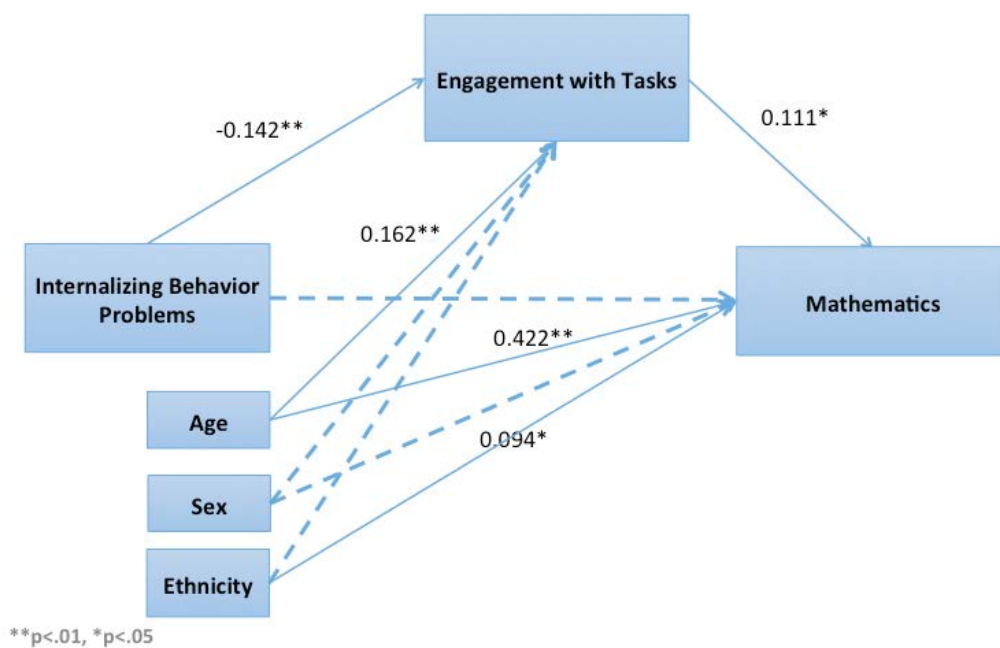 Engagement with Tasks
-0.142**
0.111*
0.162**
Internalizing Behavior
Problems
Mathematics
0.422**
Age
0.094*
Sex
Ethnicity
**p<.01, *p<.05